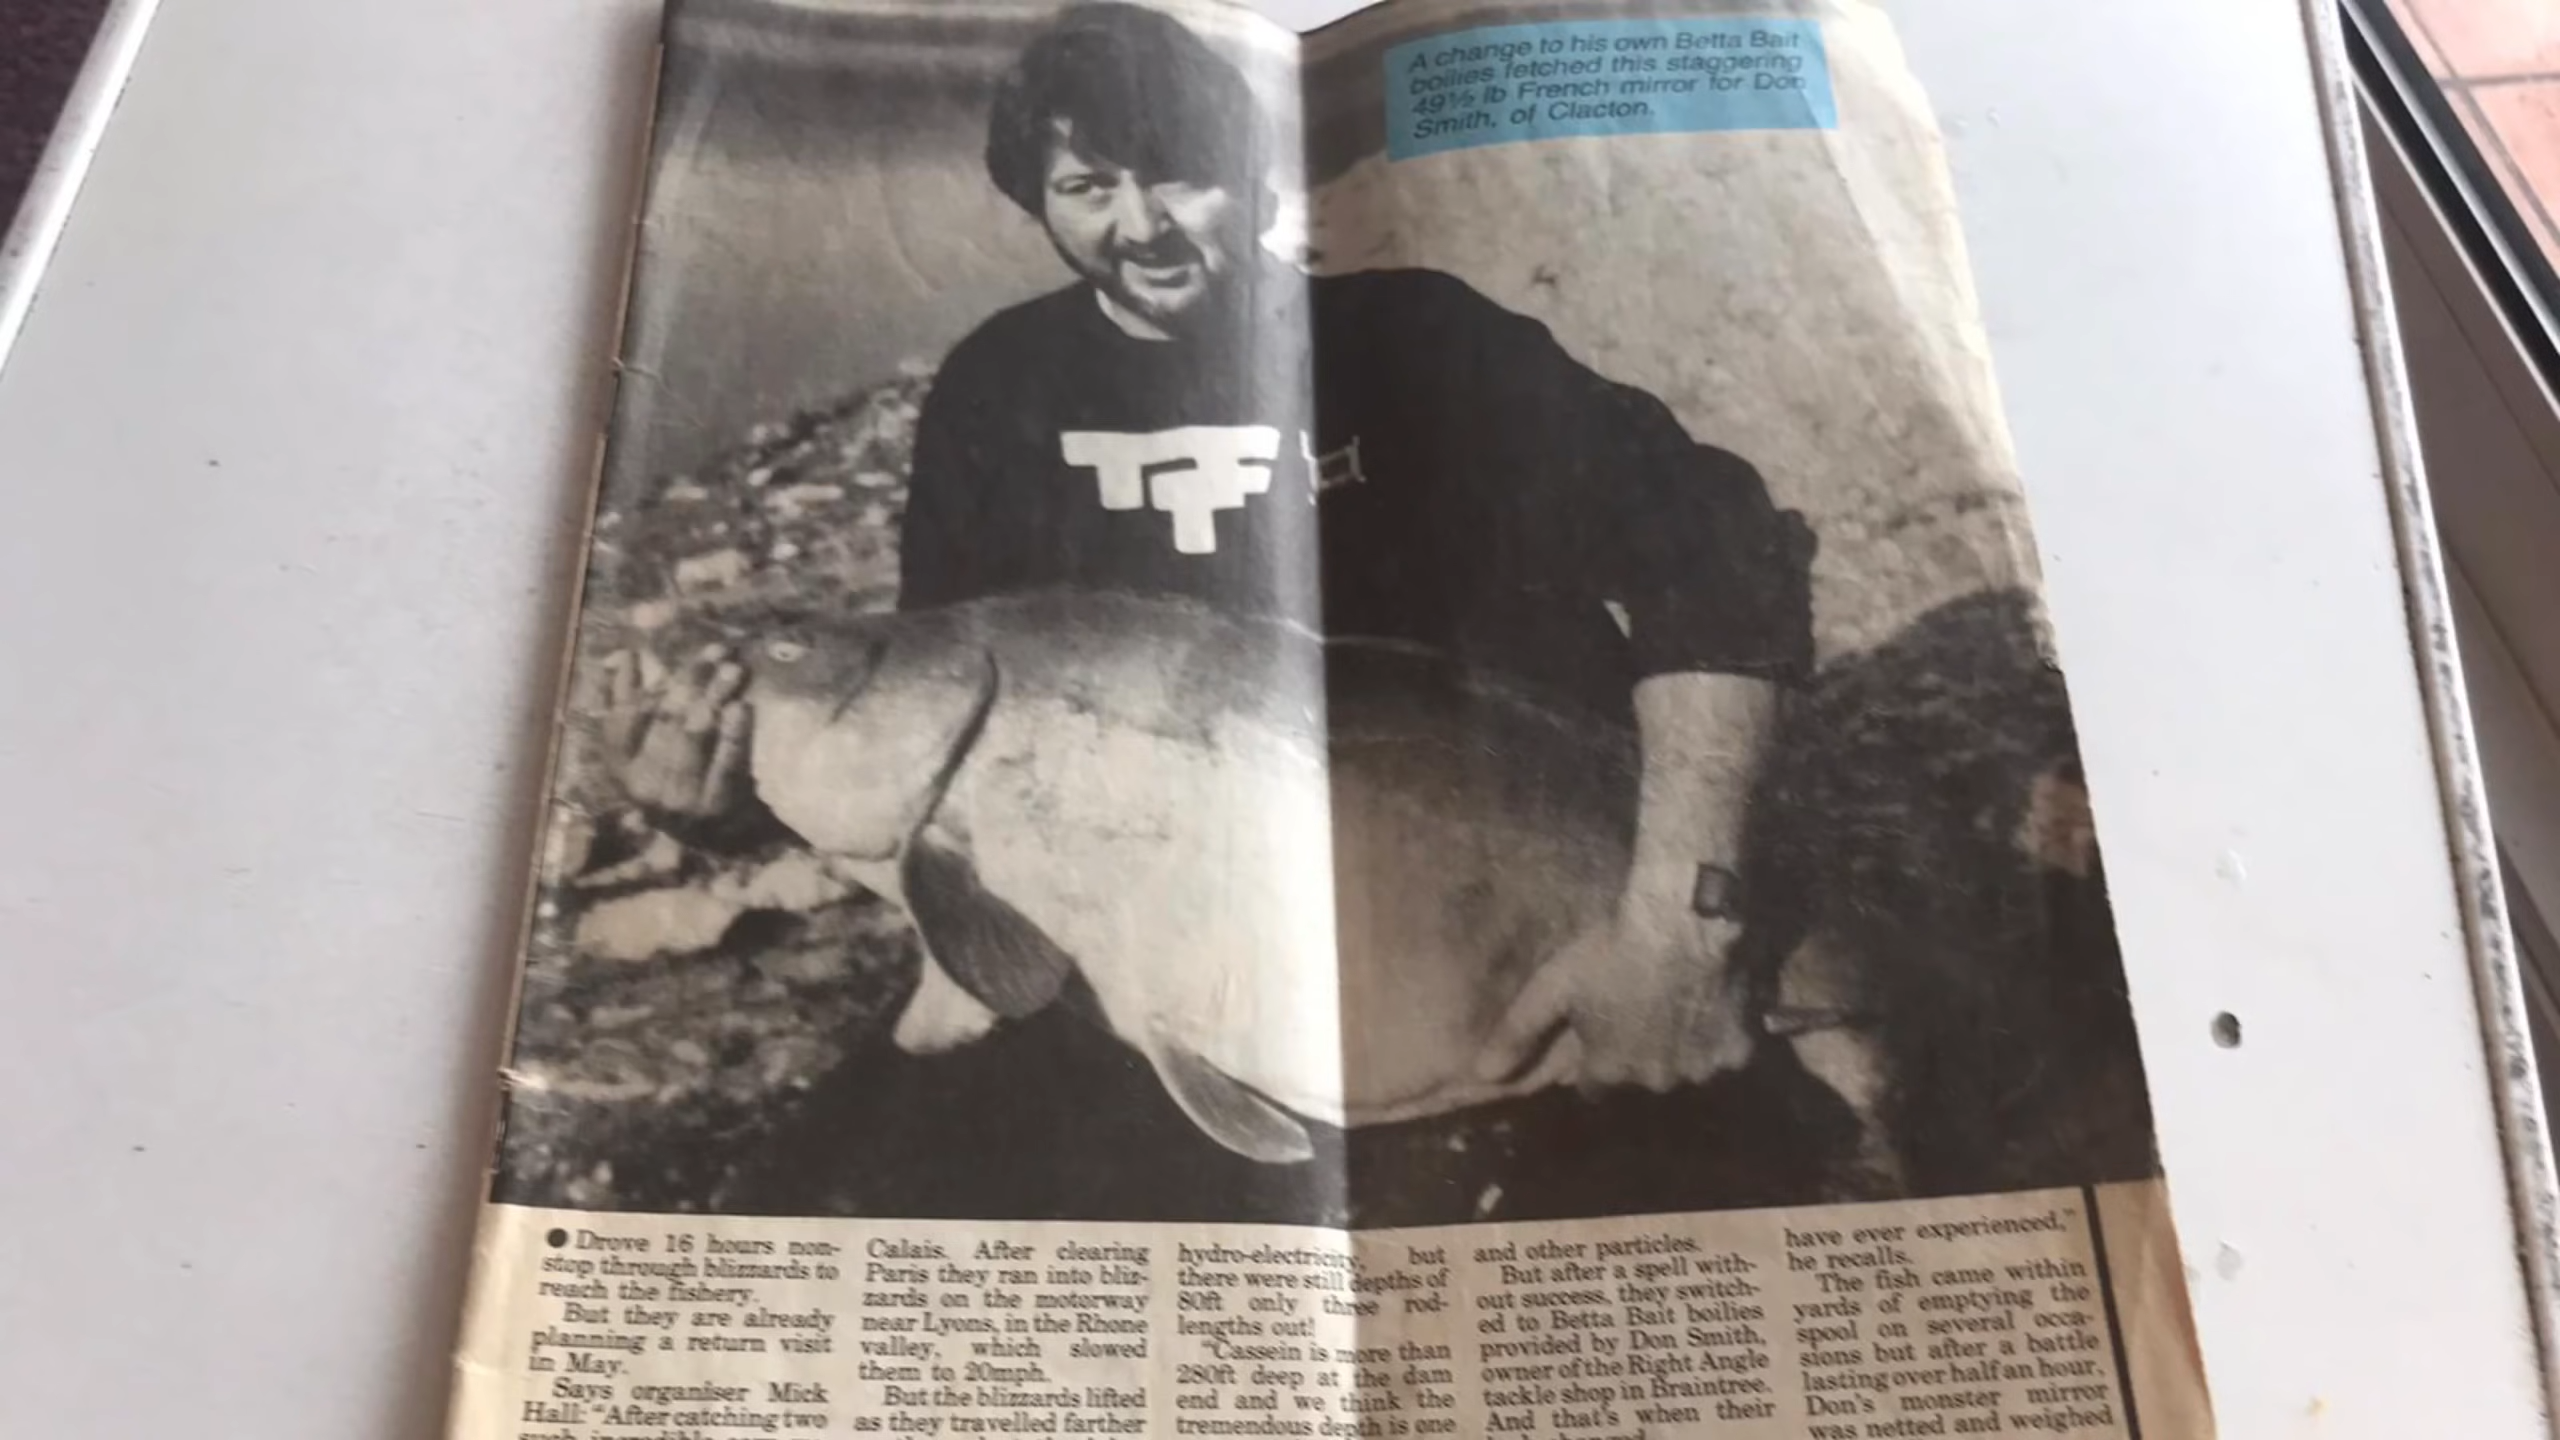 A change to his own Betta Bait
boilies fetched this staggering
49½ lb French mirror for Don
Smith, of Clacton.
TFF
● Drove 16 hours non-
stop through blizzards to
reach the fishery.
But they are already
planning a return visit
in May.
Says organiser Mick
Hall: "After catching two
such incredible
Calais. After clearing
Paris they ran into bliz-
zards on the motorway
near Lyons, in the Rhone
valley, which slowed
them to 20mph.
But the blizzards lifted
as they travelled farther
hydro-electricity, but
there were still depths of
80ft only three rod-
lengths out!
"Cassein is more than
280ft deep at the dam
end and we think the
tremendous depth is one
and other particles.
But after a spell with-
out success, they switch-
ed to Betta Bait boilies
provided by Don Smith,
owner of the Right Angle
tackle shop in Braintree.
And that's when their
have ever experienced,"
he recalls.
The fish came within
yards of emptying the
spool on several occa-
sions but after a battle
lasting over half an hour,
Don's monster mirror
was netted and weighed